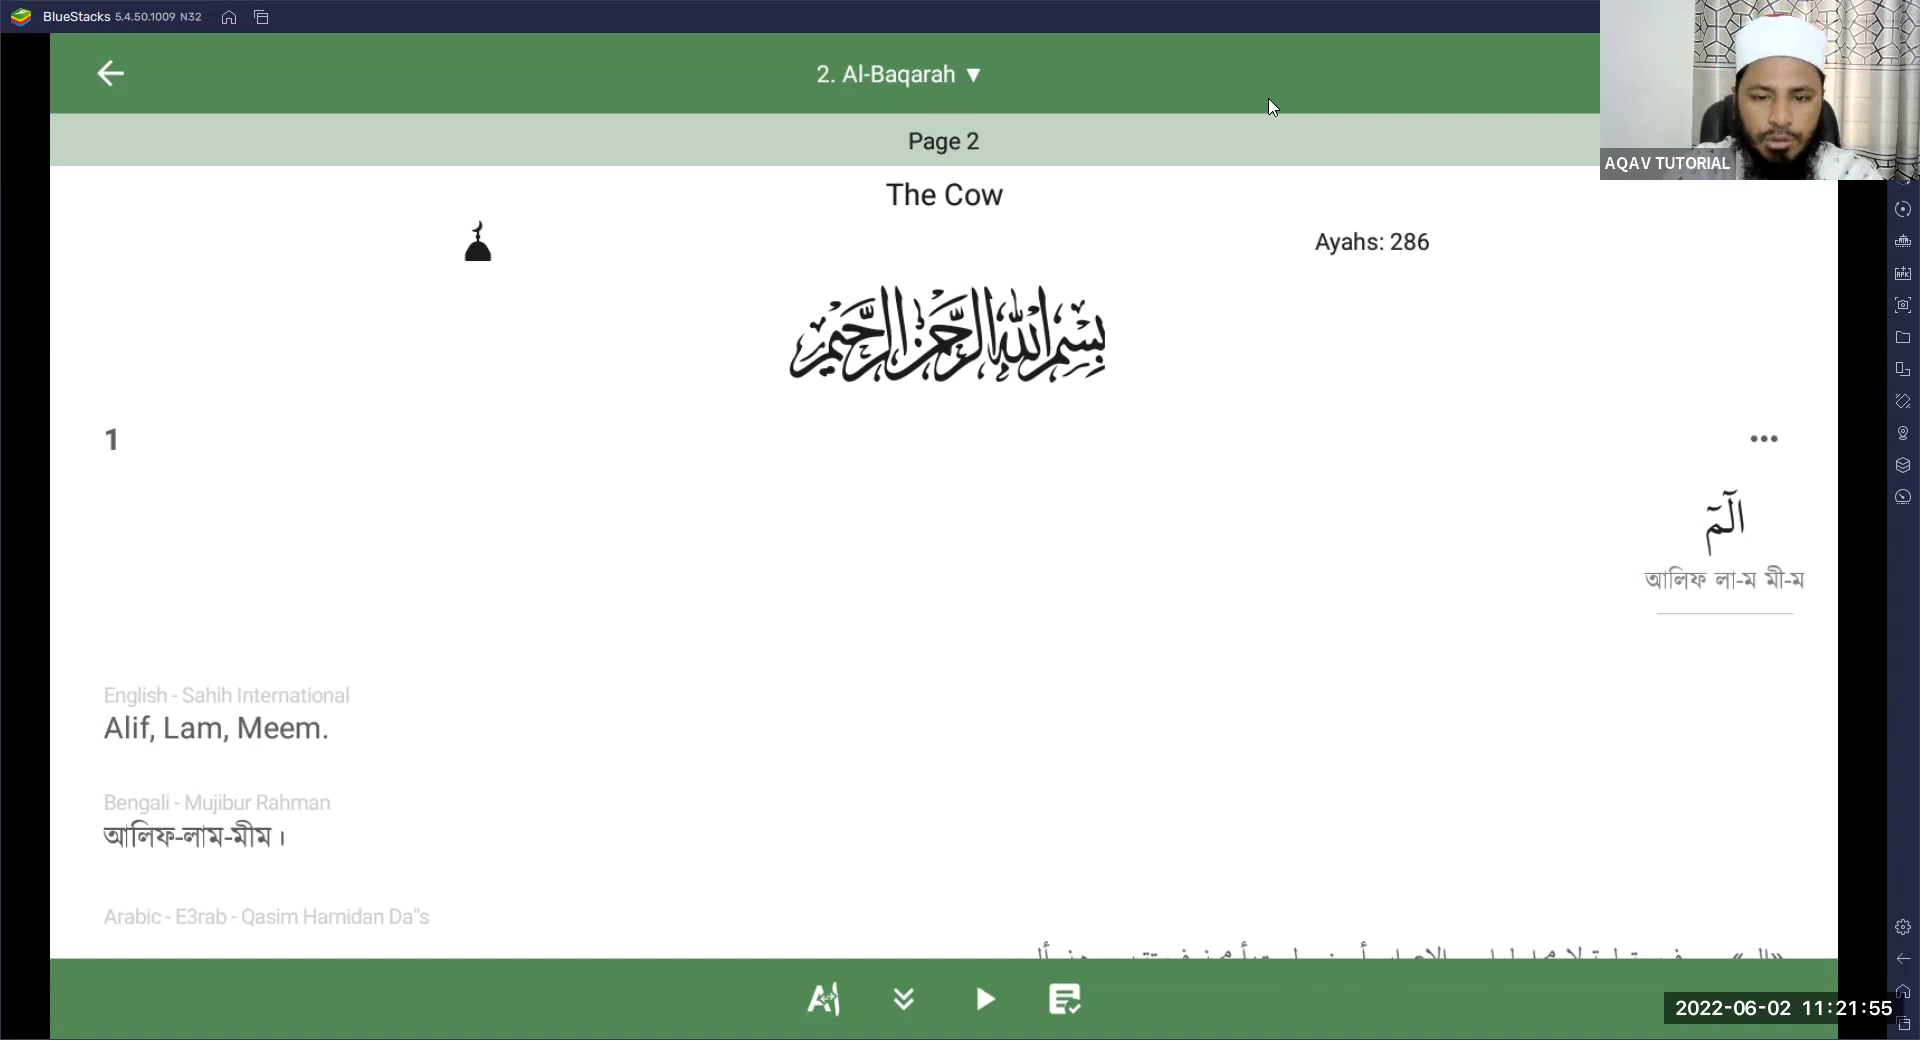 BlueStacks 5.4.50.1009 N32
2. Al-Baqarah ▼
AQAV TUTORIAL
Page 2
The Cow
Ayahs: 286
بِسْمِ اللَّهِ الرَّحْمَٰنِ الرَّحِيمِ
1
الٓمٓ
আলিফ লা-ম মী-ম
English - Sahih International
Alif, Lam, Meem.
Bengali - Mujibur Rahman
আলিফ-লাম-মীম।
Arabic - E3rab - Qasim Hamidan Da"s
2022-06-02 11:21:55